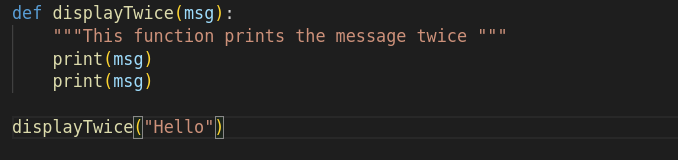 def displayTwice(msg):
    """This function prints the message twice """
    print(msg)
    print(msg)
displayTwice("Hello")